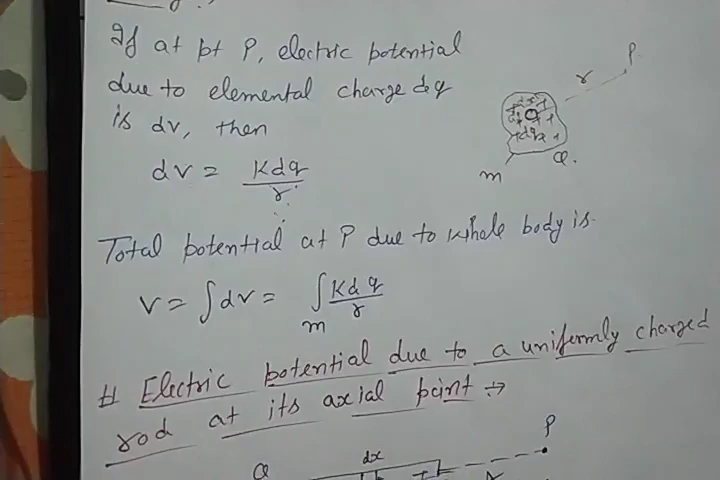 If at pt P, electric potential
due to elemental charge dq
is dv, then
dv = Kdq
r
P
r
Q.
m
Total potential at P due to whole body is.
V = ∫dv = ∫ Kdq
m r
# Electric potential due to a uniformly charged
rod at its axial point :→
P
Q
dx